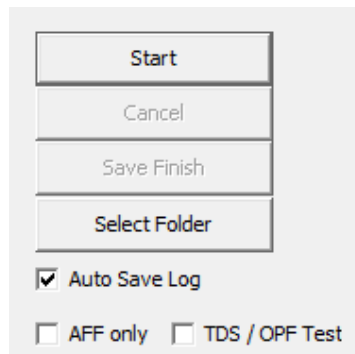 Start
Cancel
Save Finish
Select Folder
Auto Save Log
AFF only TDS / OPF Test